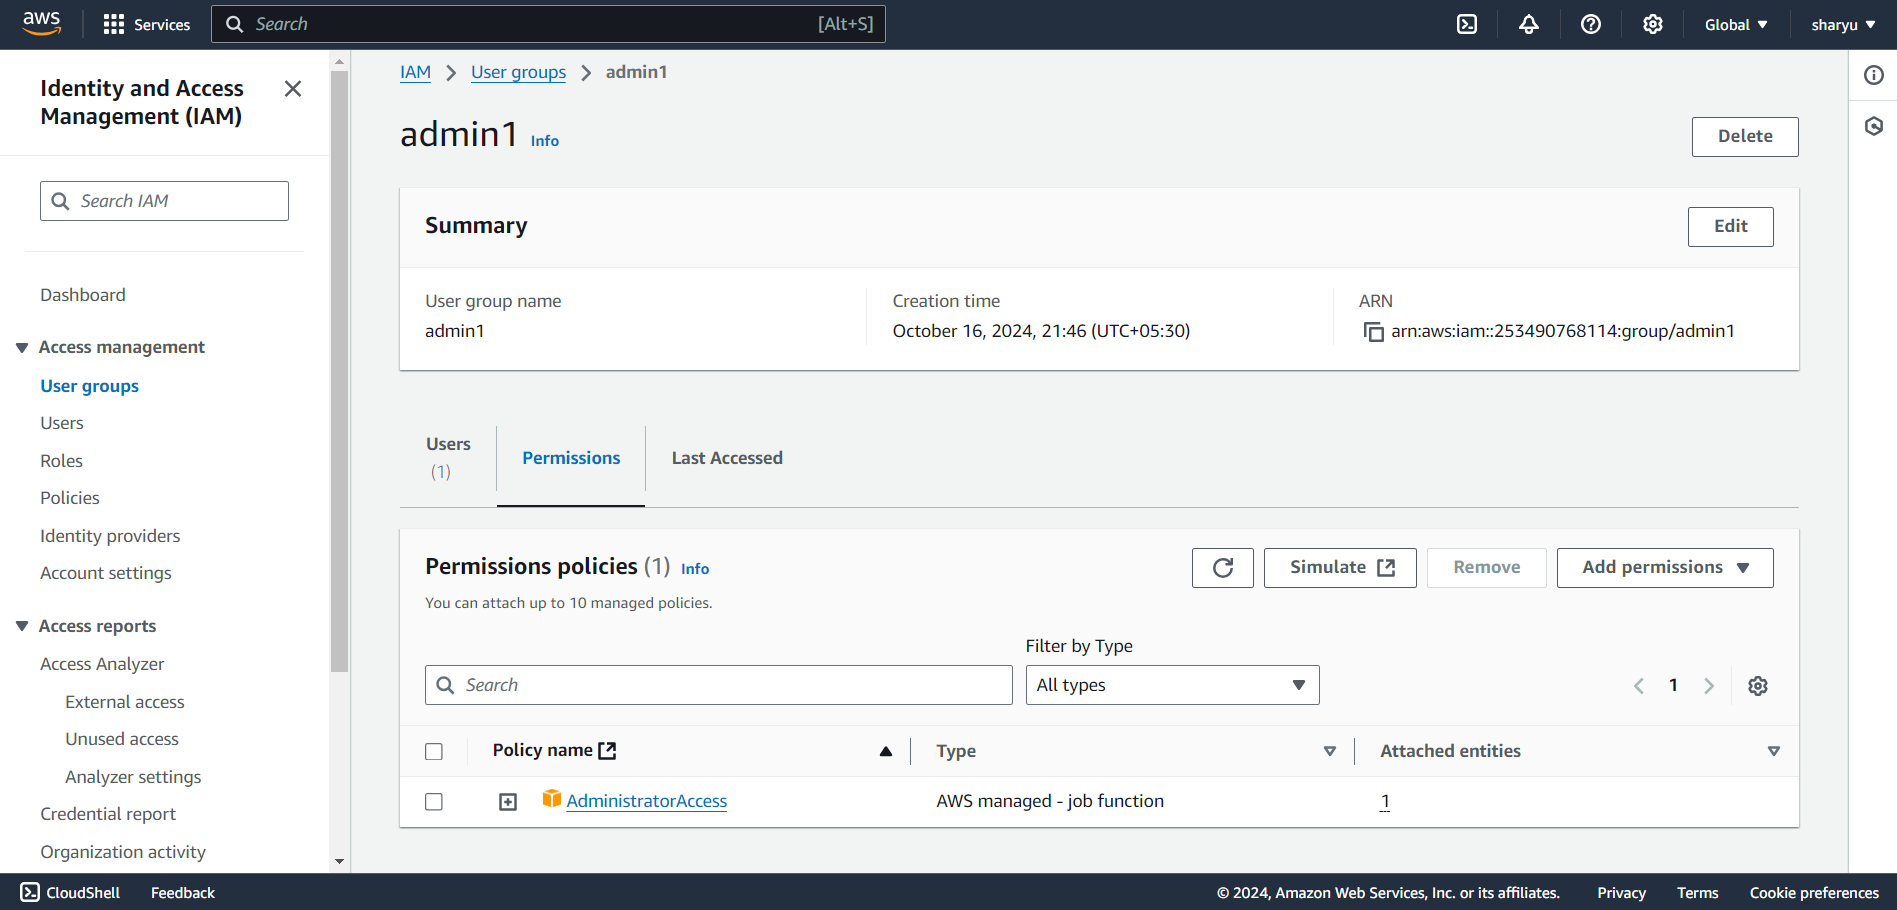 aws
Services
Search
[Alt+S]
Global
sharyu
Identity and Access
Management (IAM)
Search IAM
Dashboard
Access management
User groups
Users
Roles
Policies
Identity providers
Account settings
Access reports
Access Analyzer
External access
Unused access
Analyzer settings
Credential report
Organization activity
IAM
User groups
admin1
admin1 Info
Delete
Summary
Edit
User group name
admin1
Creation time
October 16, 2024, 21:46 (UTC+05:30)
ARN
arn:aws:iam::253490768114:group/admin1
Users
(1)
Permissions
Last Accessed
Permissions policies (1) Info
You can attach up to 10 managed policies.
Simulate
Remove
Add permissions
Filter by Type
Search
All types
1
Policy name
Type
Attached entities
AdministratorAccess
AWS managed - job function
1
CloudShell
Feedback
© 2024, Amazon Web Services, Inc. or its affiliates.
Privacy
Terms
Cookie preferences